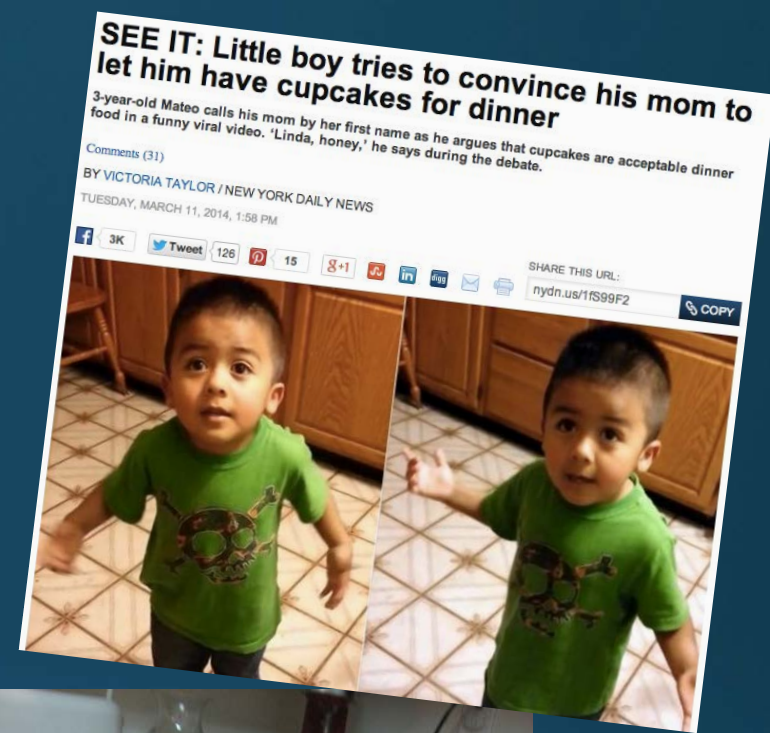 SEE IT: Little boy tries to convince his mom to
let him have cupcakes for dinner
3-year-old Mateo calls his mom by her first name as he argues that cupcakes are acceptable dinner
food in a funny viral video. ‘Linda, honey,’ he says during the debate.
Comments (31)
BY VICTORIA TAYLOR / NEW YORK DAILY NEWS
TUESDAY, MARCH 11, 2014, 1:58 PM
SHARE THIS URL:
f 3K Tweet 126 15 g+1 in digg nydn.us/1fS99F2 COPY